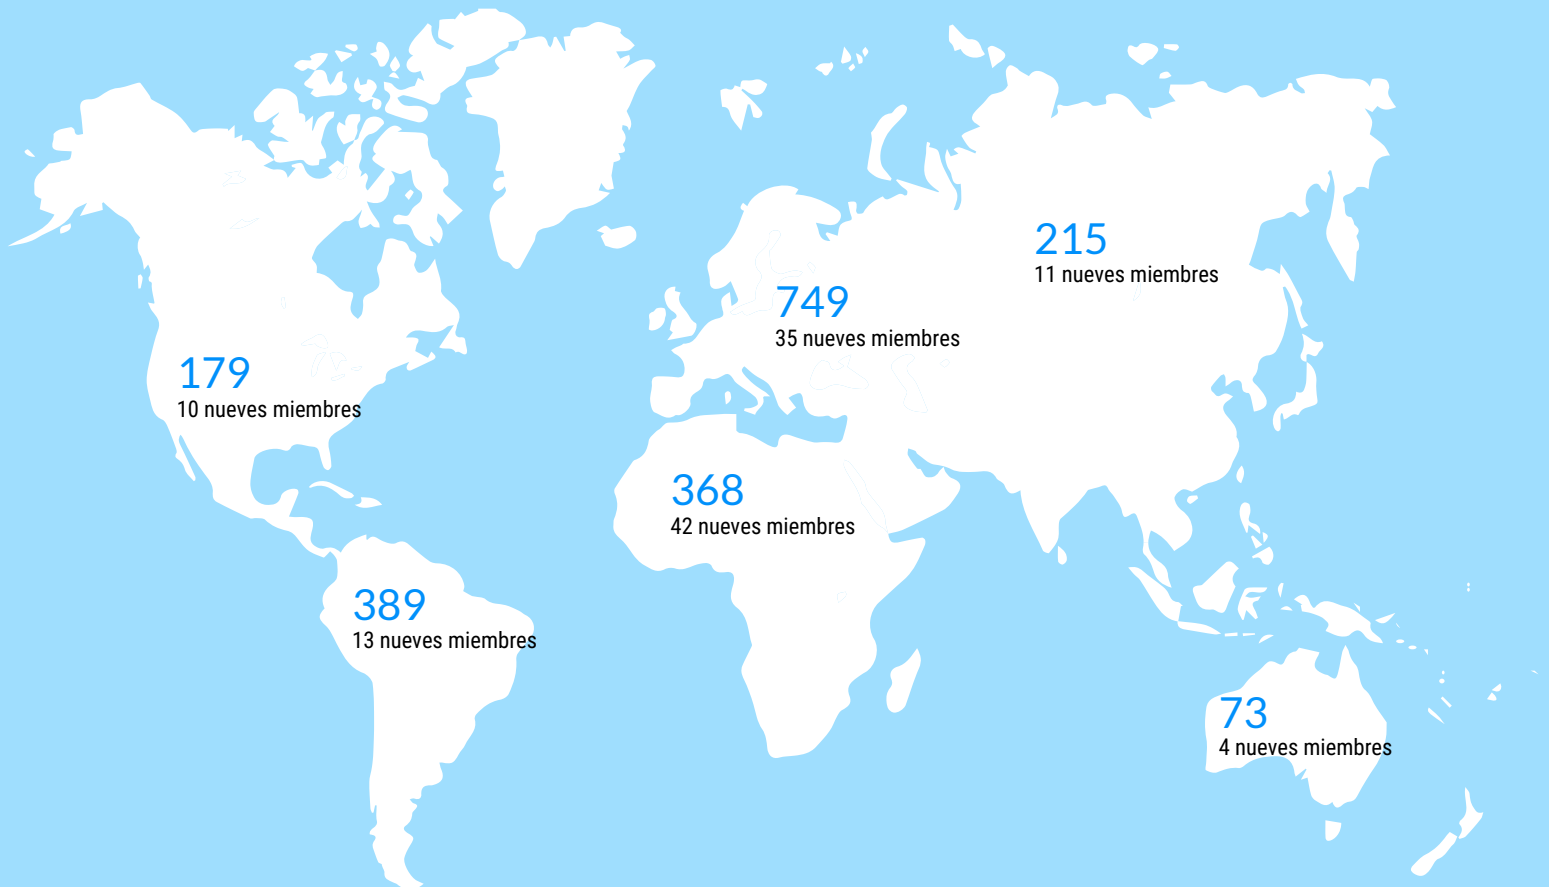 215
11 nueves miembres
749
35 nueves miembres
179
10 nueves miembres
368
42 nueves miembres
389
13 nueves miembres
73
4 nueves miembres